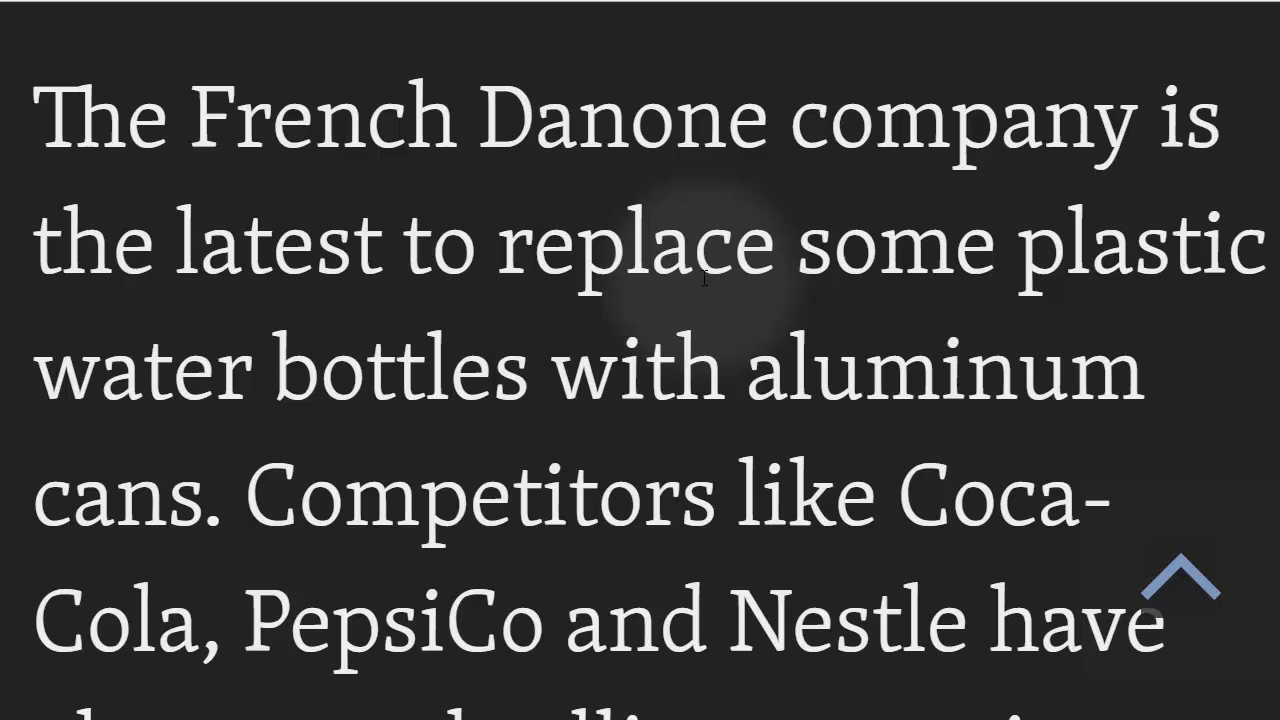 The French Danone company is
the latest to replace some plastic
water bottles with aluminum
cans. Competitors like Coca-
Cola, PepsiCo and Nestle have